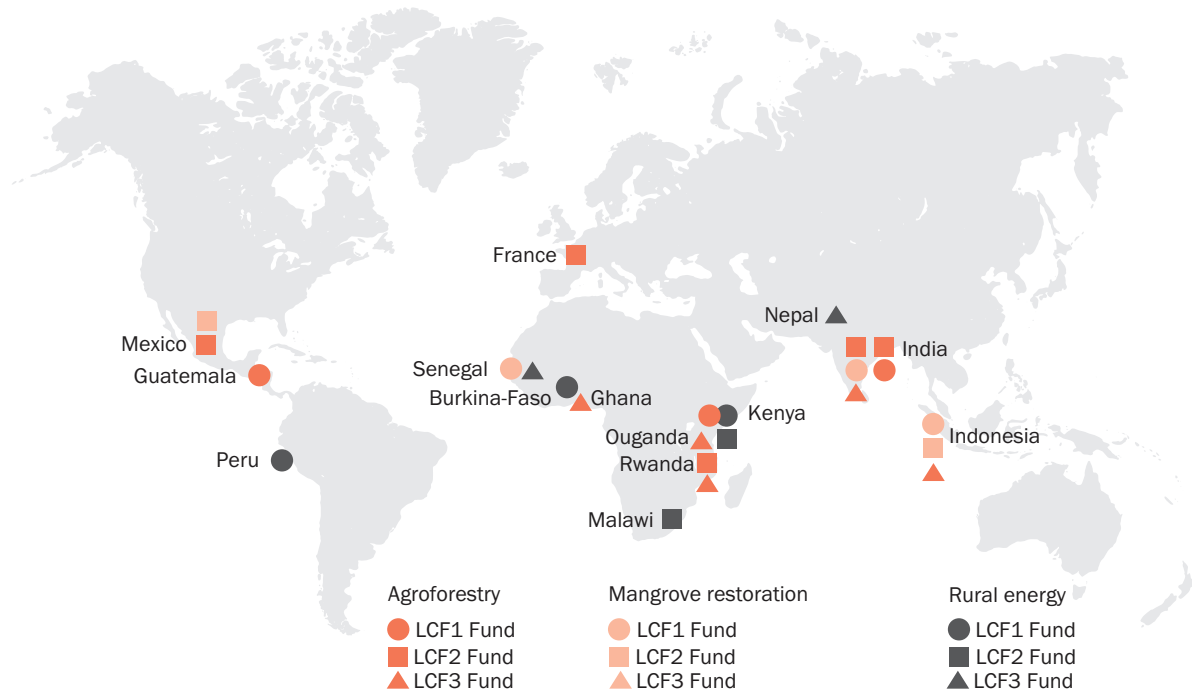 France
Nepal
Mexico
India
Guatemala
Senegal
Burkina-Faso
Ghana
Kenya
Ouganda
Indonesia
Peru
Rwanda
Malawi
Agroforestry
LCF1 Fund
LCF2 Fund
LCF3 Fund
Mangrove restoration
LCF1 Fund
LCF2 Fund
LCF3 Fund
Rural energy
LCF1 Fund
LCF2 Fund
LCF3 Fund